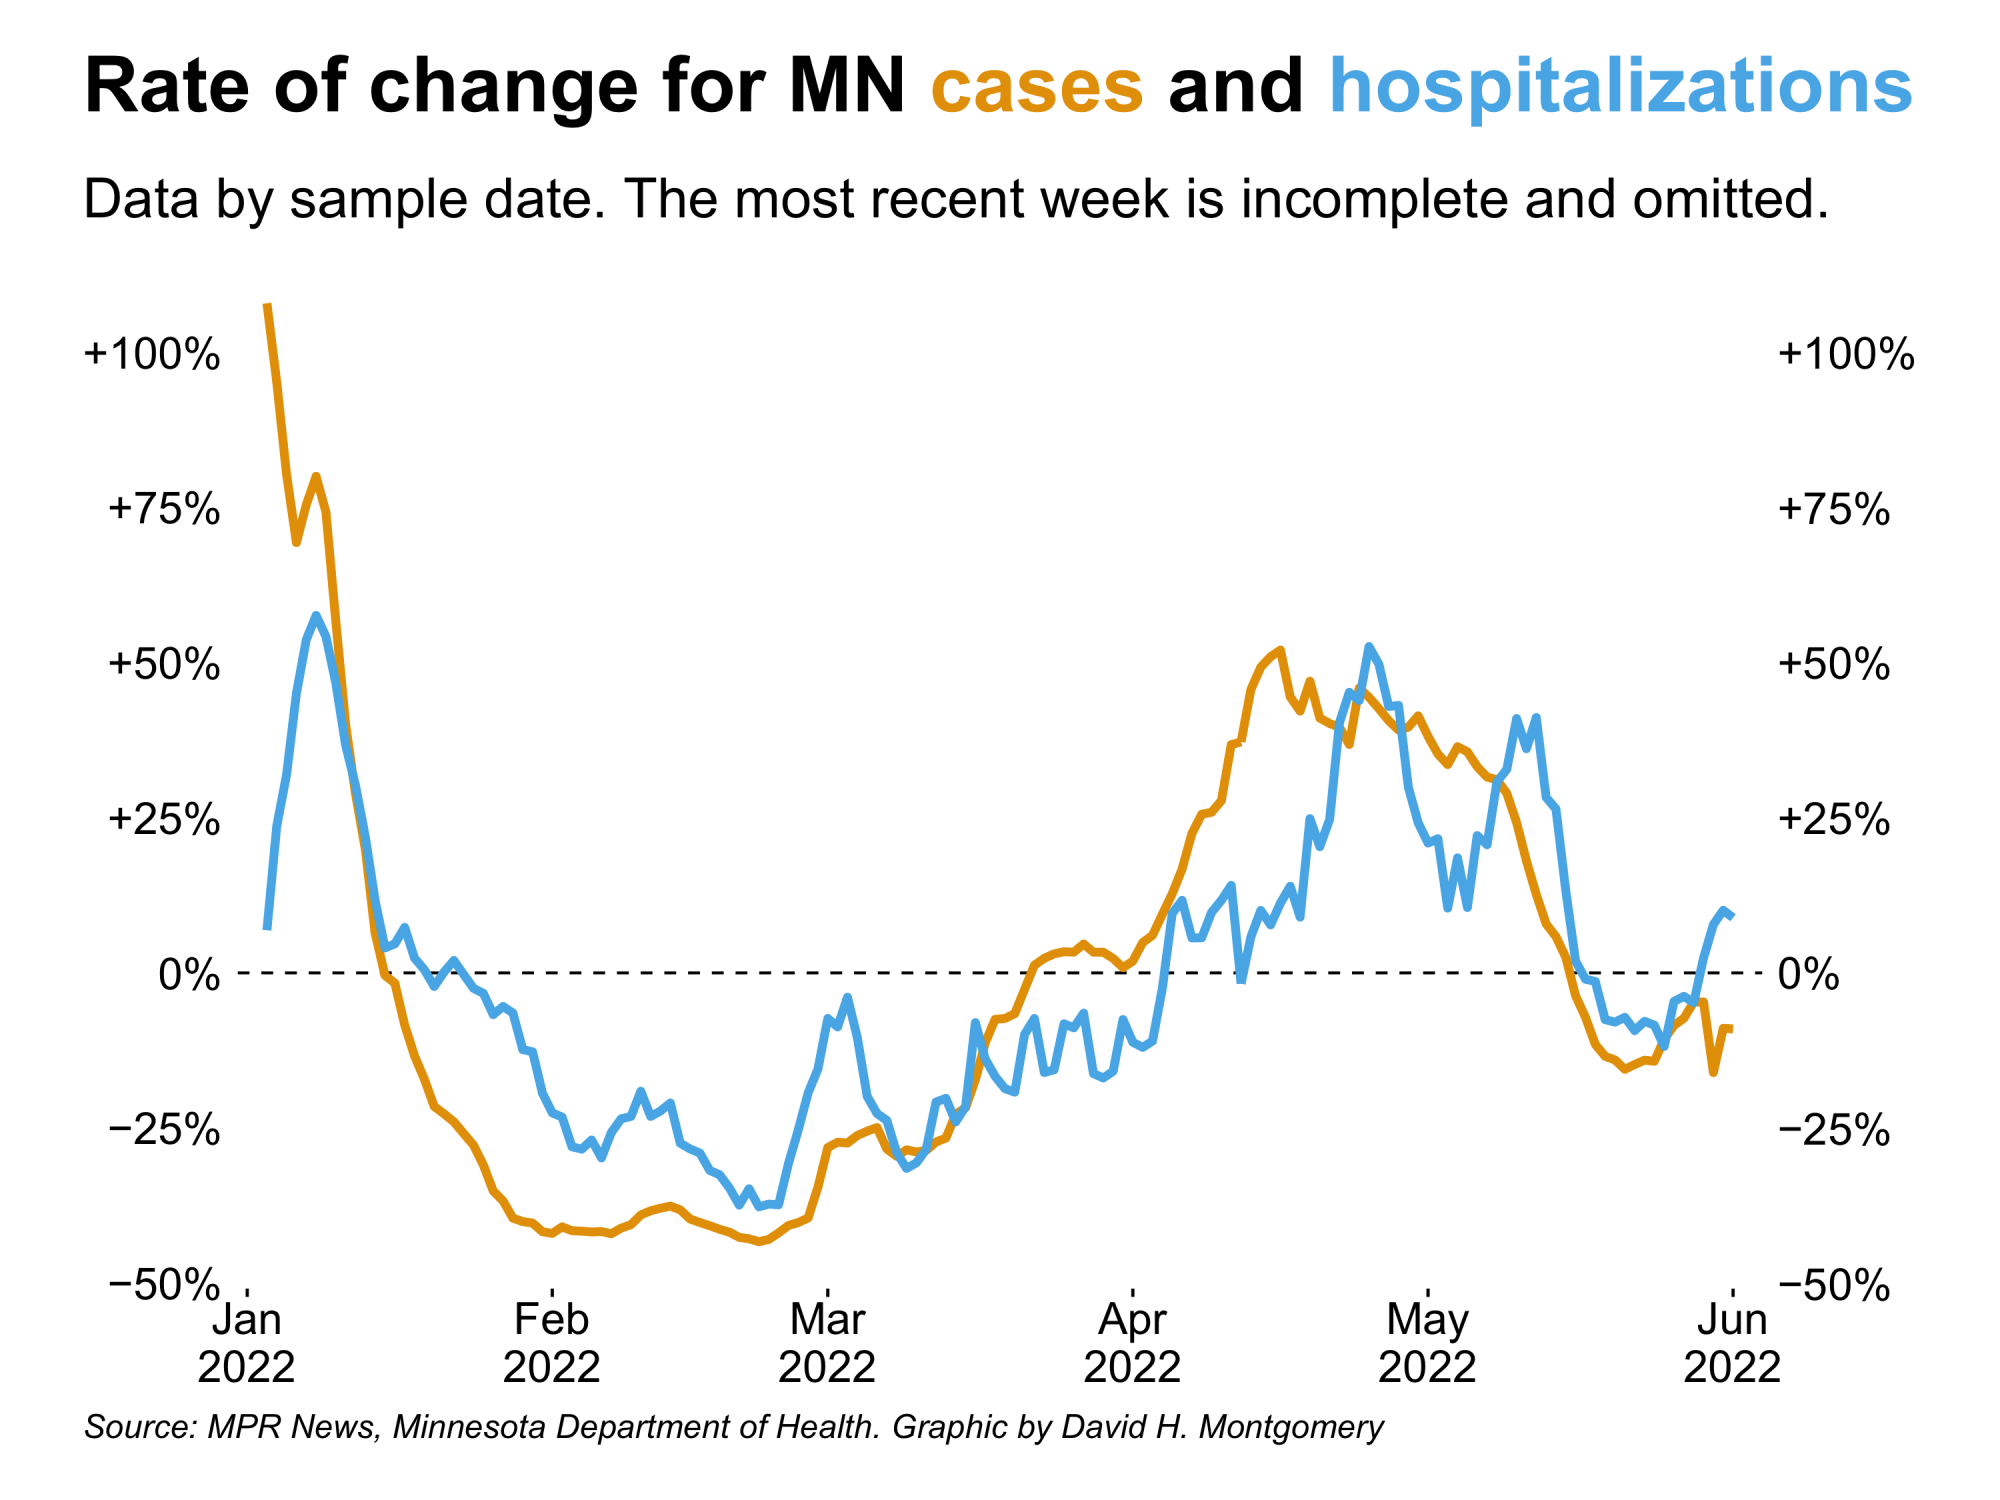 Rate of change for MN cases and hospitalizations
Data by sample date. The most recent week is incomplete and omitted.
+100% +100%
+75% +75%
+50% +50%
+25% +25%
0% 0%
−25% −25%
−50% −50%
Jan Feb Mar Apr May Jun
2022 2022 2022 2022 2022 2022
Source: MPR News, Minnesota Department of Health. Graphic by David H. Montgomery